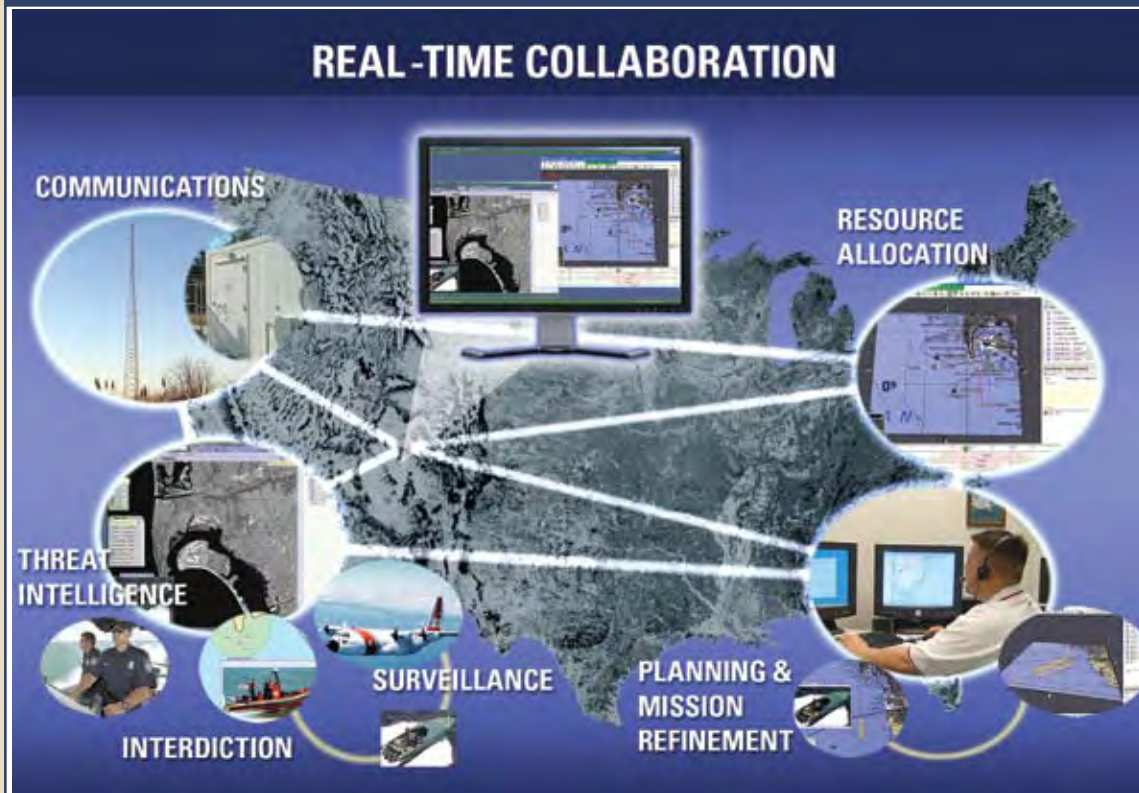 REAL-TIME COLLABORATION
COMMUNICATIONS
RESOURCE
ALLOCATION
THREAT
INTELLIGENCE
SURVEILLANCE
INTERDICTION
PLANNING &
MISSION
REFINEMENT